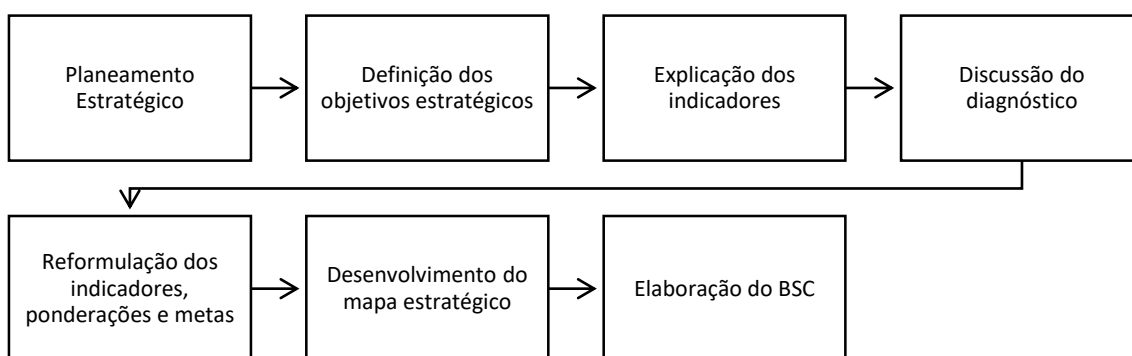 Planeamento
Estratégico
Definição dos
objetivos estratégicos
Explicação dos
indicadores
Discussão do
diagnóstico
Reformulação dos
indicadores,
ponderações e metas
Desenvolvimento do
mapa estratégico
Elaboração do BSC